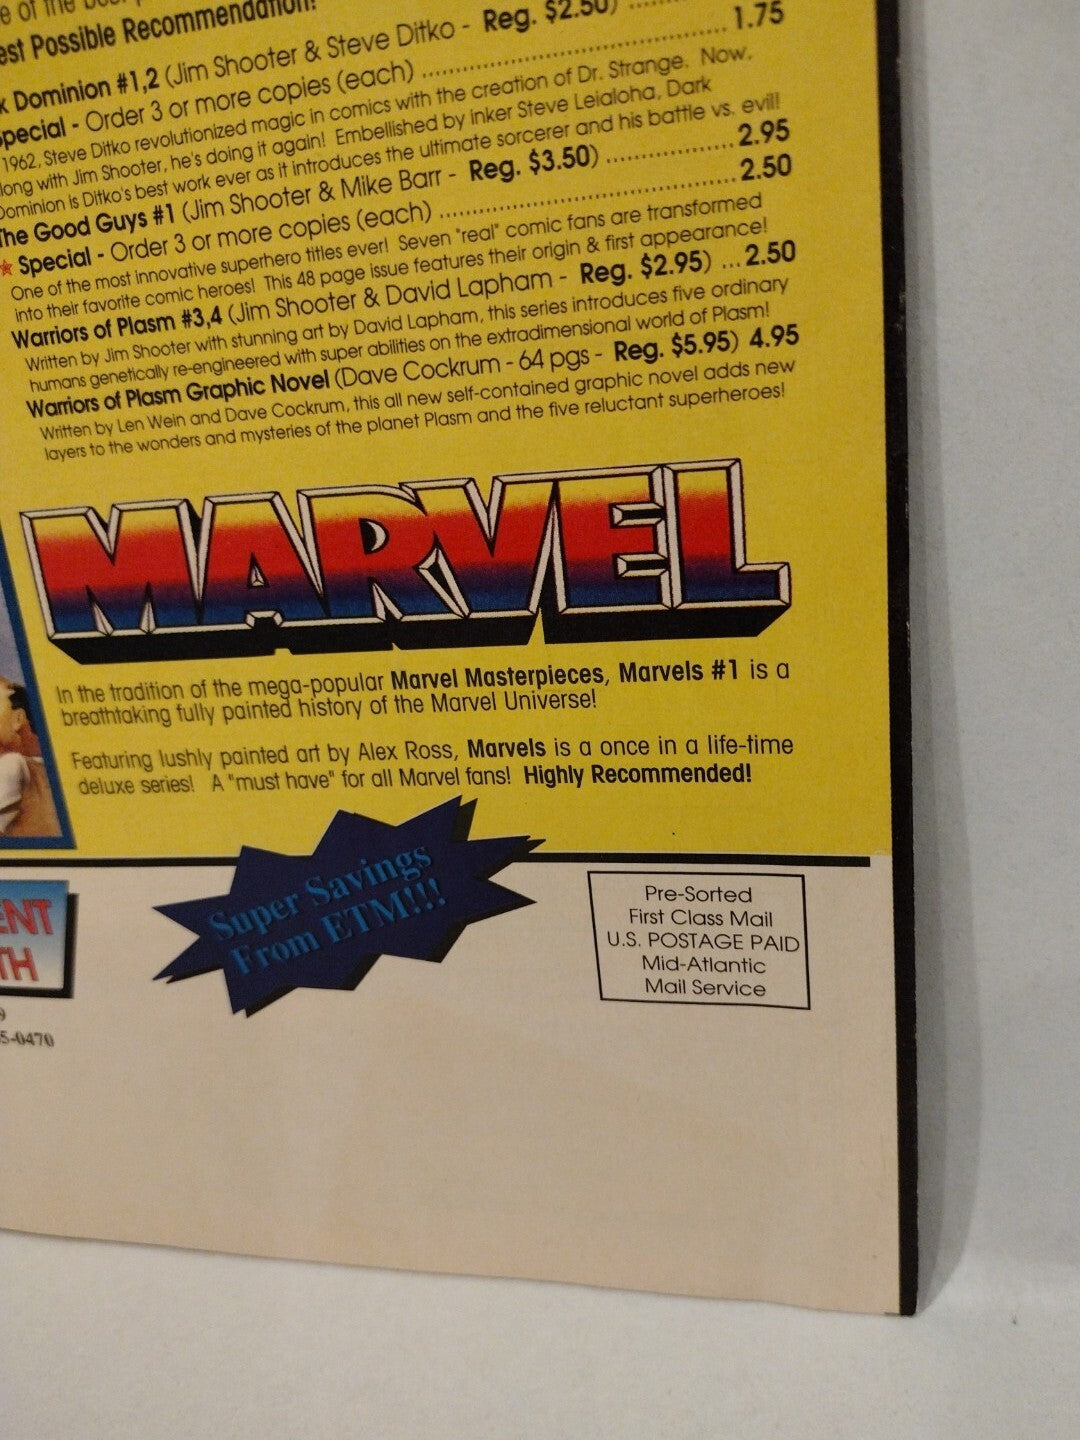 est Possible Recommendation!
k Dominion #1,2 (Jim Shooter & Steve Ditko - Reg. $2.50)
Special - Order 3 or more copies (each) 1.75
1962, Steve Ditko revolutionized magic in comics with the creation of Dr. Strange. Now,
long with Jim Shooter, he's doing it again! Embellished by inker Steve Leialoha, Dark
Dominion is Ditko's best work ever as it introduces the ultimate sorcerer and his battle vs. evil!
The Good Guys #1 (Jim Shooter & Mike Barr - Reg. $3.50) 2.95
Special - Order 3 or more copies (each) 2.50
One of the most innovative superhero titles ever! Seven "real" comic fans are transformed
into their favorite comic heroes! This 48 page issue features their origin & first appearance!
Warriors of Plasm #3,4 (Jim Shooter & David Lapham - Reg. $2.95) ...2.50
Written by Jim Shooter with stunning art by David Lapham, this series introduces five ordinary
humans genetically re-engineered with super abilities on the extradimensional world of Plasm!
Warriors of Plasm Graphic Novel (Dave Cockrum - 64 pgs - Reg. $5.95) 4.95
Written by Len Wein and Dave Cockrum, this all new self-contained graphic novel adds new
layers to the wonders and mysteries of the planet Plasm and the five reluctant superheroes!
MARVEL
In the tradition of the mega-popular Marvel Masterpieces, Marvels #1 is a
breathtaking fully painted history of the Marvel Universe!
Featuring lushly painted art by Alex Ross, Marvels is a once in a life-time
deluxe series! A "must have" for all Marvel fans! Highly Recommended!
Super Savings
From ETM!!!
Pre-Sorted
First Class Mail
U.S. POSTAGE PAID
Mid-Atlantic
Mail Service
ENT
TH
9
5-0470